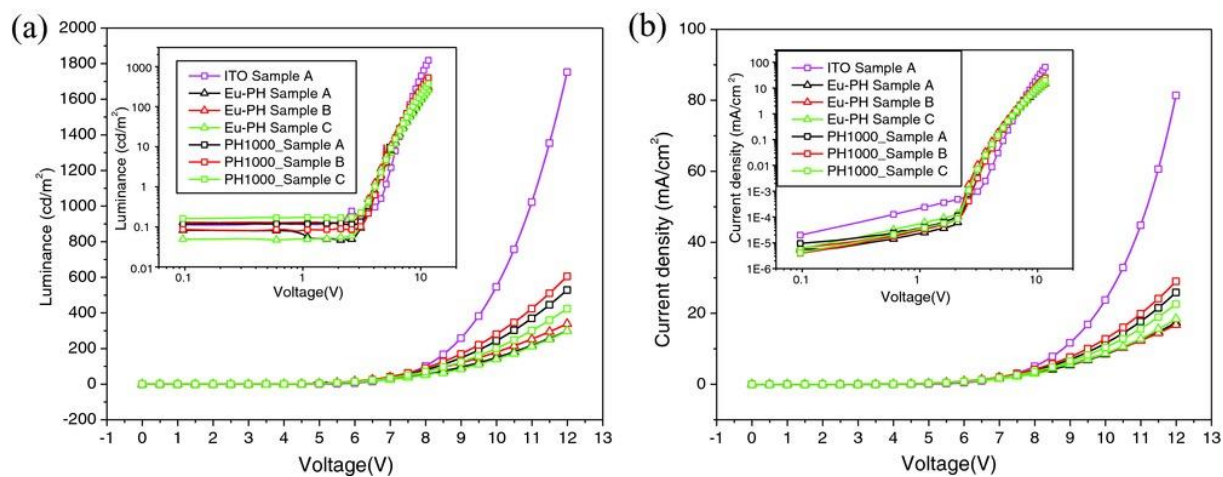 (a)
2000
1800
1600
1400
1200
1000
800
600
400
200
0
-200
Luminance (cd/m²)
-1 0 1 2 3 4 5 6 7 8 9 10 11 12 13
Voltage(V)
1000
100
10
1
0.1
0.01
Luminance (cd/m²)
0.1 1 10
Voltage(V)
ITO Sample A
Eu-PH Sample A
Eu-PH Sample B
Eu-PH Sample C
PH1000_Sample A
PH1000_Sample B
PH1000_Sample C
(b)
100
80
60
40
20
0
-10
Current density (mA/cm²)
-1 0 1 2 3 4 5 6 7 8 9 10 11 12 13
Voltage(V)
100
10
1
0.1
0.01
1E-3
1E-4
1E-5
1E-6
Current density (mA/cm²)
0.1 1 10
Voltage(V)
ITO Sample A
Eu-PH Sample A
Eu-PH Sample B
Eu-PH Sample C
PH1000_Sample A
PH1000_Sample B
PH1000_Sample C